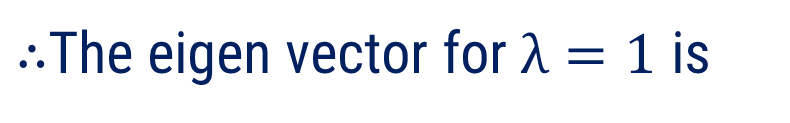 ∴The eigen vector for λ = 1 is